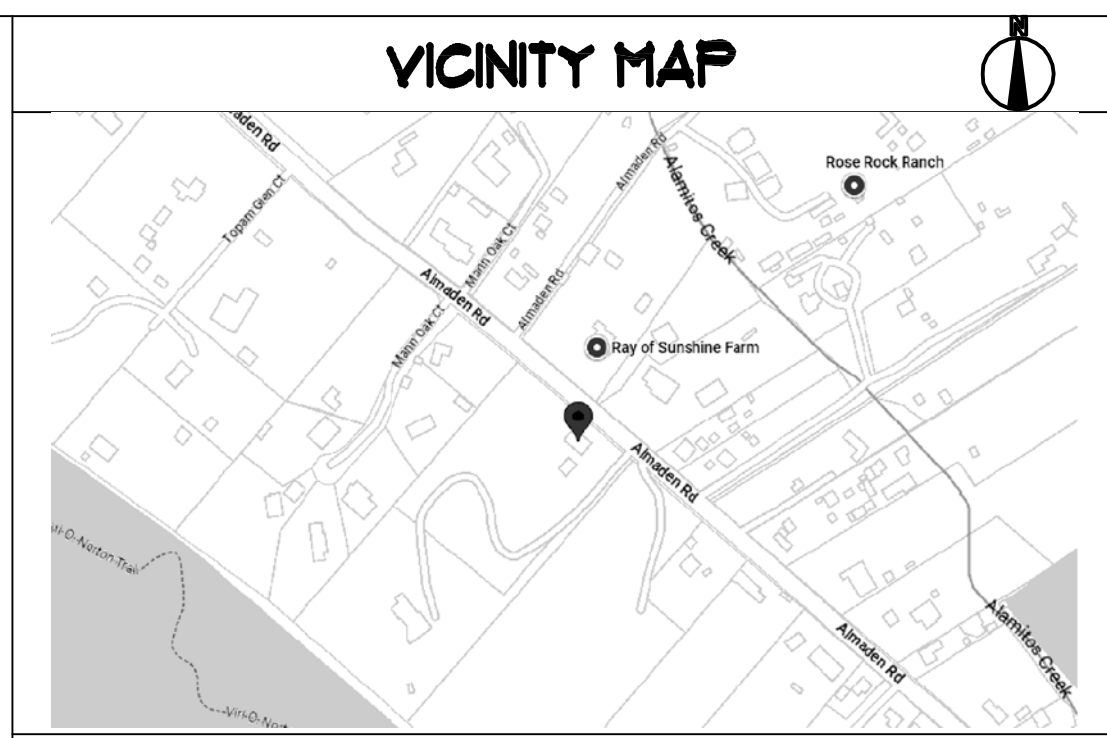 VICINITY MAP
N
aden Rd
Almaden Rd
Rose Rock Ranch
Alamitos Creek
Topam Glen Ct
Mann Oak Ct
Almaden Rd
Almaden Rd
Mann Oak Ct
Ray of Sunshine Farm
Almaden Rd
Almaden Rd
Alamitos Creek